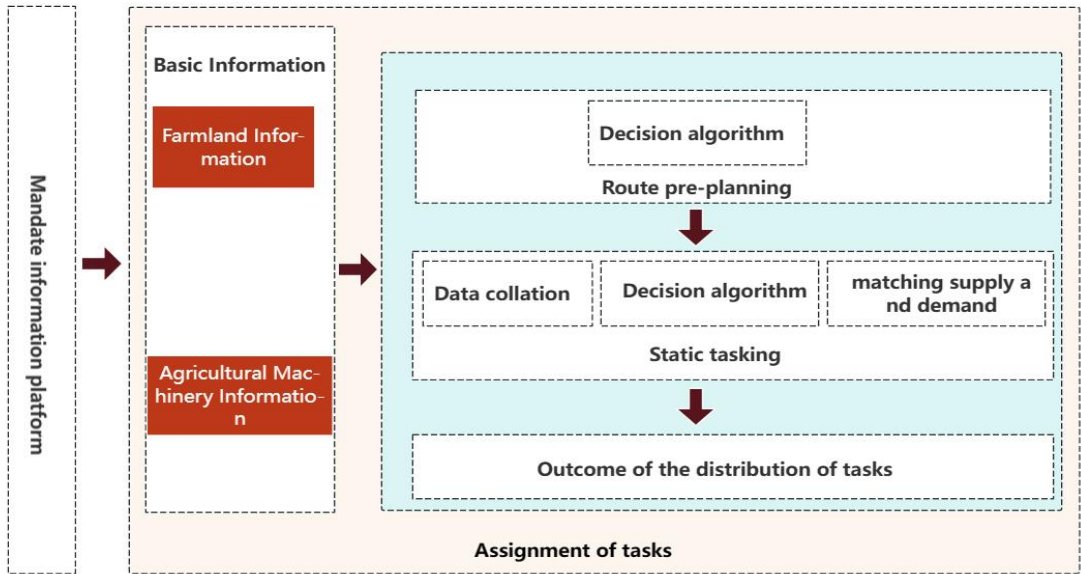 Mandate information platform
Basic Information
Farmland Infor-
mation
Agricultural Mac-
hinery Informatio-
n
Decision algorithm
Route pre-planning
Data collation
Decision algorithm
matching supply a
nd demand
Static tasking
Outcome of the distribution of tasks
Assignment of tasks